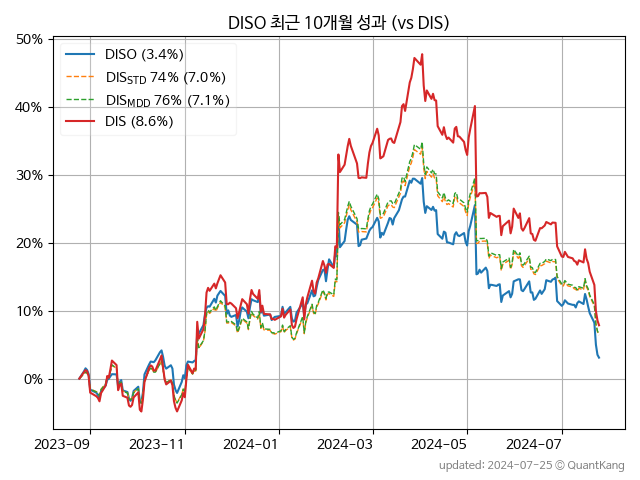 DISO 최근 10개월 성과 (vs DIS)
50%
40%
30%
20%
10%
0%
DISO (3.4%)
DISSTD 74% (7.0%)
DISMDD 76% (7.1%)
DIS (8.6%)
2023-09 2023-11 2024-01 2024-03 2024-05 2024-07
updated: 2024-07-25 © QuantKang